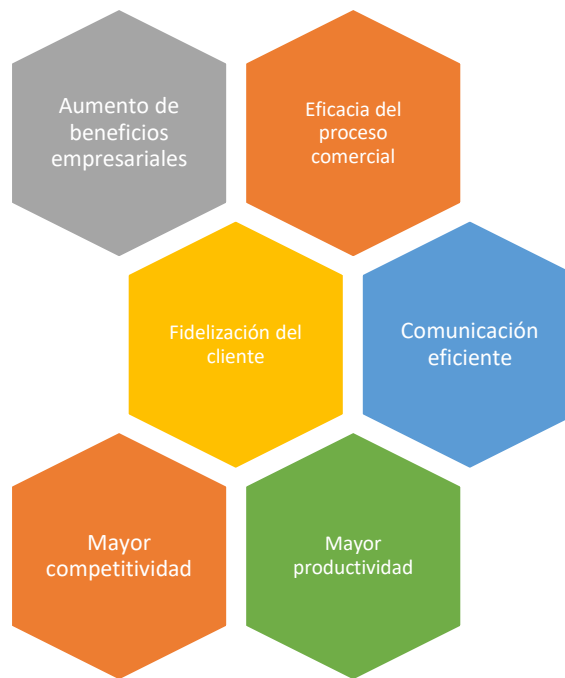 Aumento de
beneficios
empresariales
Eficacia del
proceso
comercial
Fidelización del
cliente
Comunicación
eficiente
Mayor
competitividad
Mayor
productividad